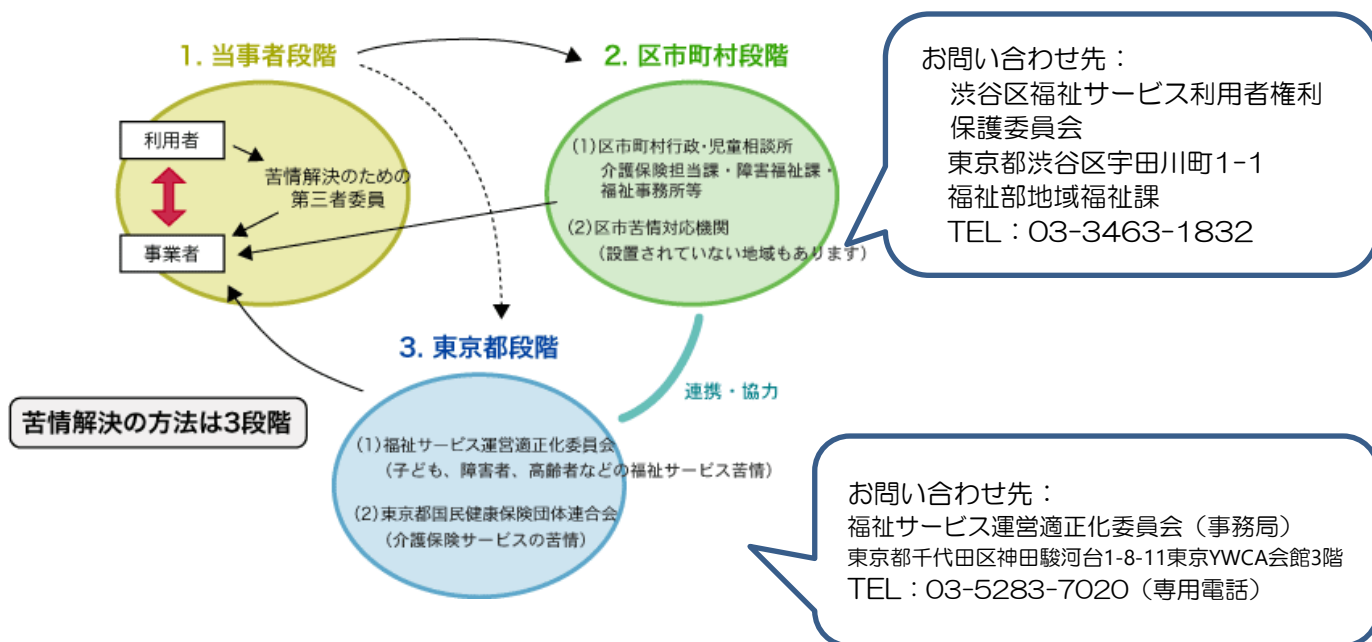 1. 当事者段階
利用者
苦情解決のための
第三者委員
事業者
2. 区市町村段階
(1)区市町村行政・児童相談所
介護保険担当課・障害福祉課・
福祉事務所等
(2)区市苦情対応機関
(設置されていない地域もあります)
お問い合わせ先：
渋谷区福祉サービス利用者権利
保護委員会
東京都渋谷区宇田川町1-1
福祉部地域福祉課
TEL：03-3463-1832
3. 東京都段階
連携・協力
苦情解決の方法は3段階
(1)福祉サービス運営適正化委員会
(子ども、障害者、高齢者などの福祉サービス苦情)
(2)東京都国民健康保険団体連合会
(介護保険サービスの苦情)
お問い合わせ先：
福祉サービス運営適正化委員会（事務局）
東京都千代田区神田駿河台1-8-11東京YWCA会館3階
TEL：03-5283-7020（専用電話）